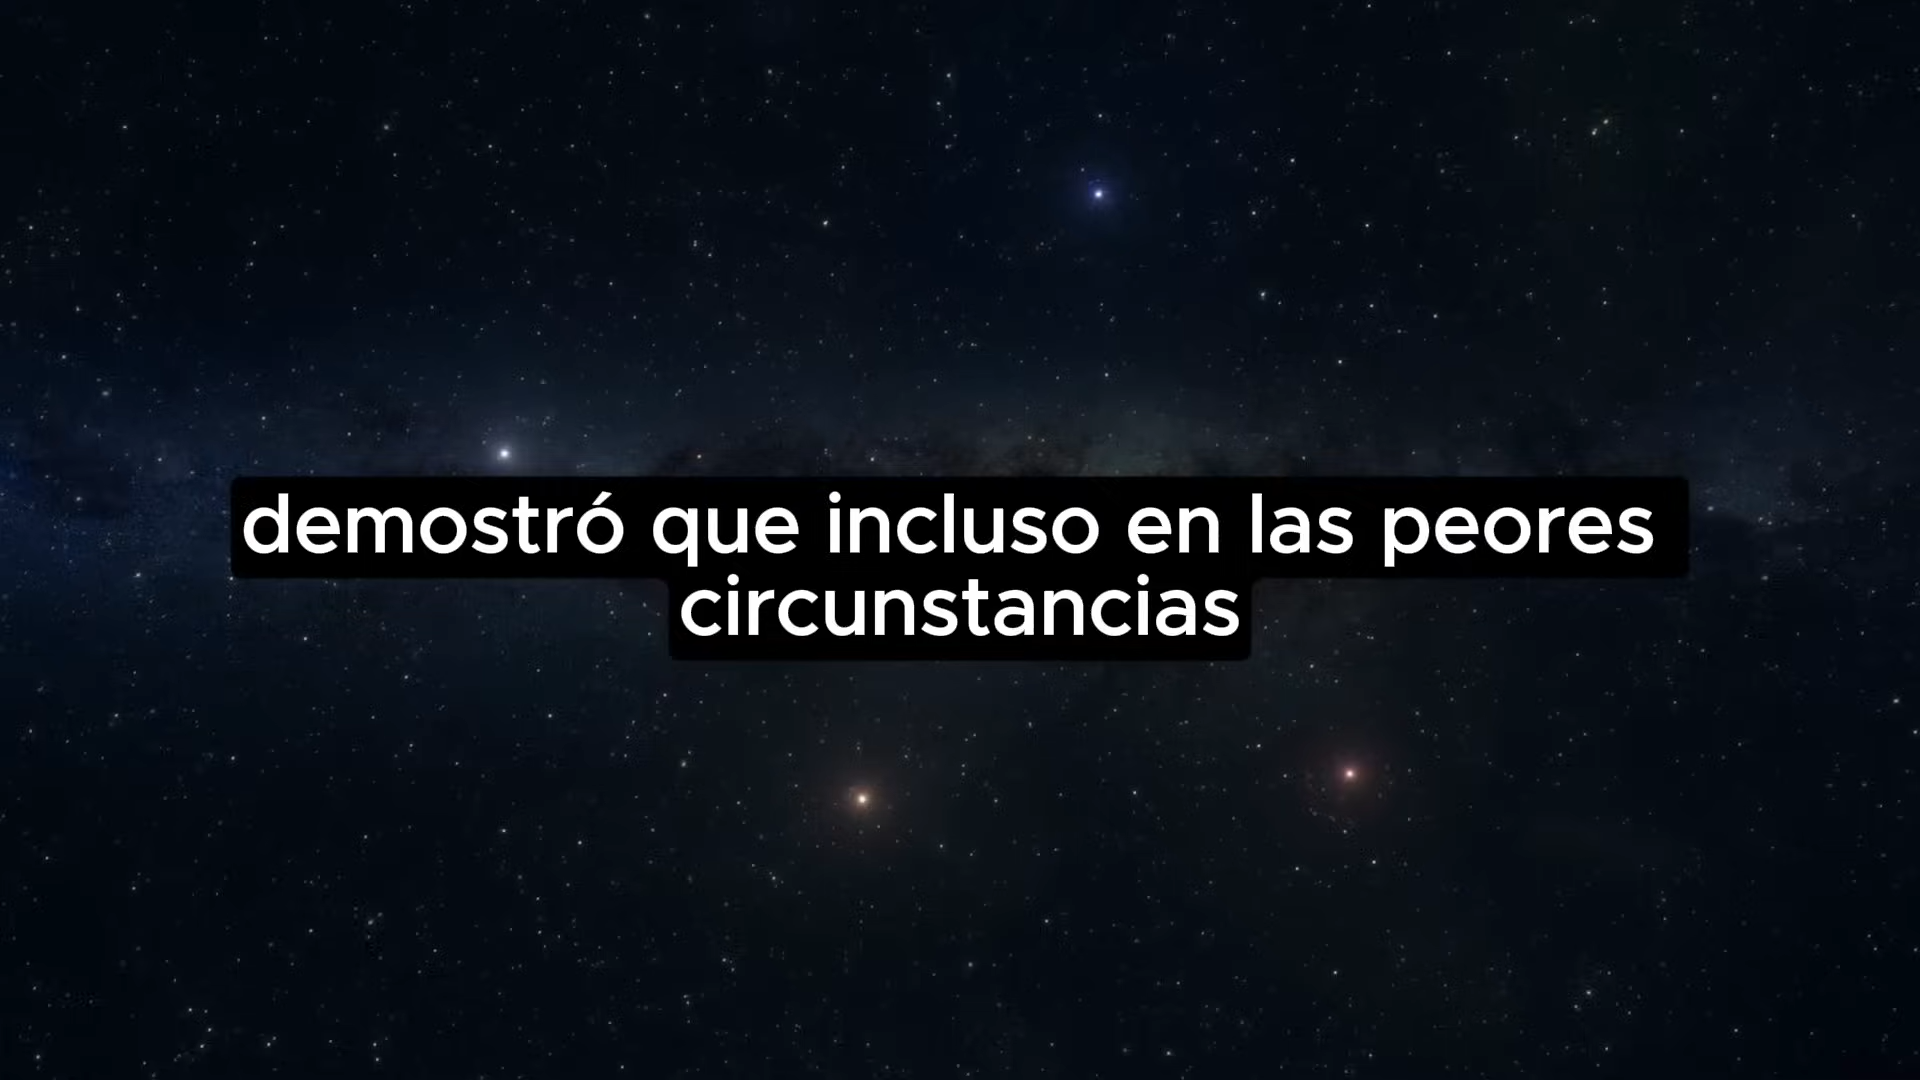 demostró que incluso en las peores
circunstancias